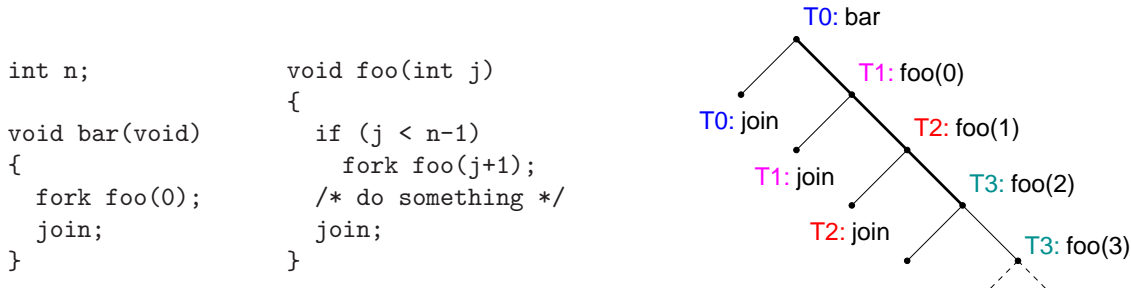 int n;
void bar(void)
{
  fork foo(0);
  join;
}
void foo(int j)
{
  if (j < n-1)
    fork foo(j+1);
  /* do something */
  join;
}
T0: bar
T1: foo(0)
T0: join
T2: foo(1)
T1: join
T3: foo(2)
T2: join
T3: foo(3)